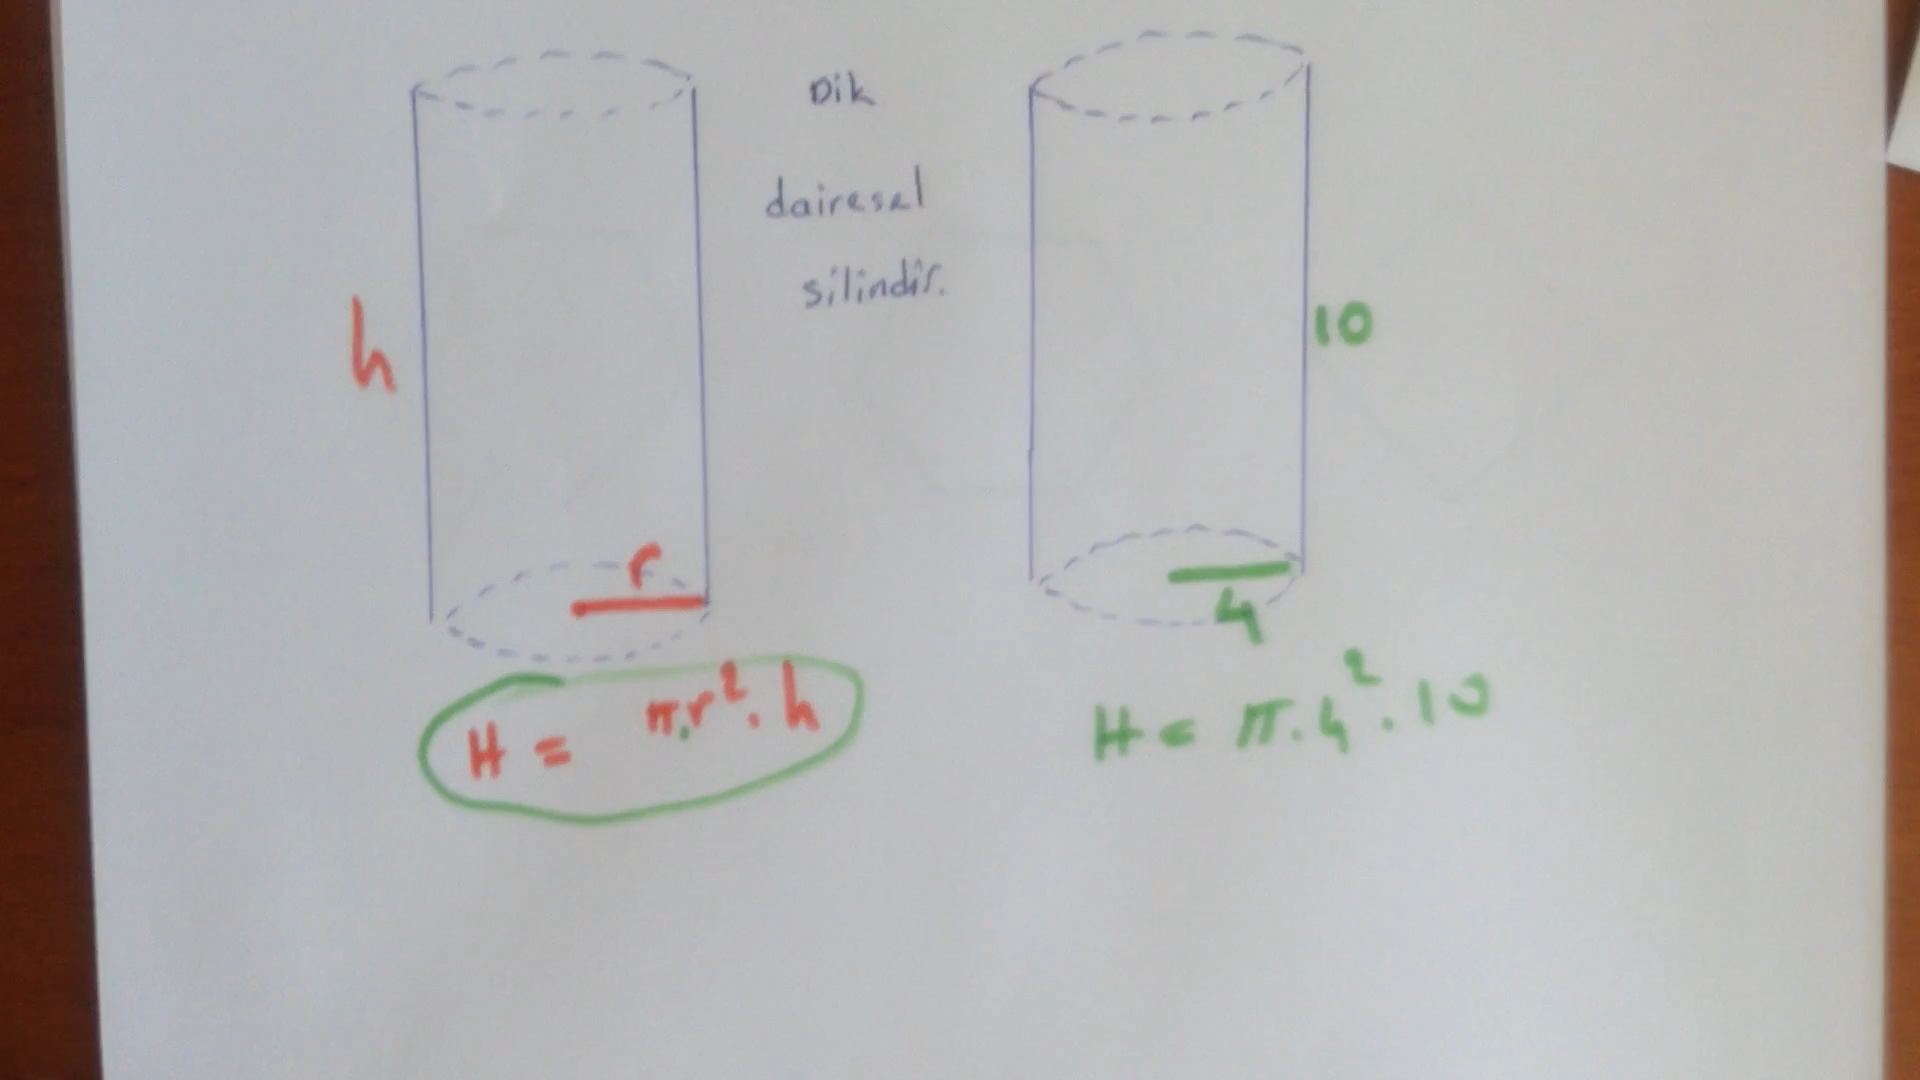 Dik
dairesel
silindir.
h
r
H = π.r². h
10
4
H = π.4².10